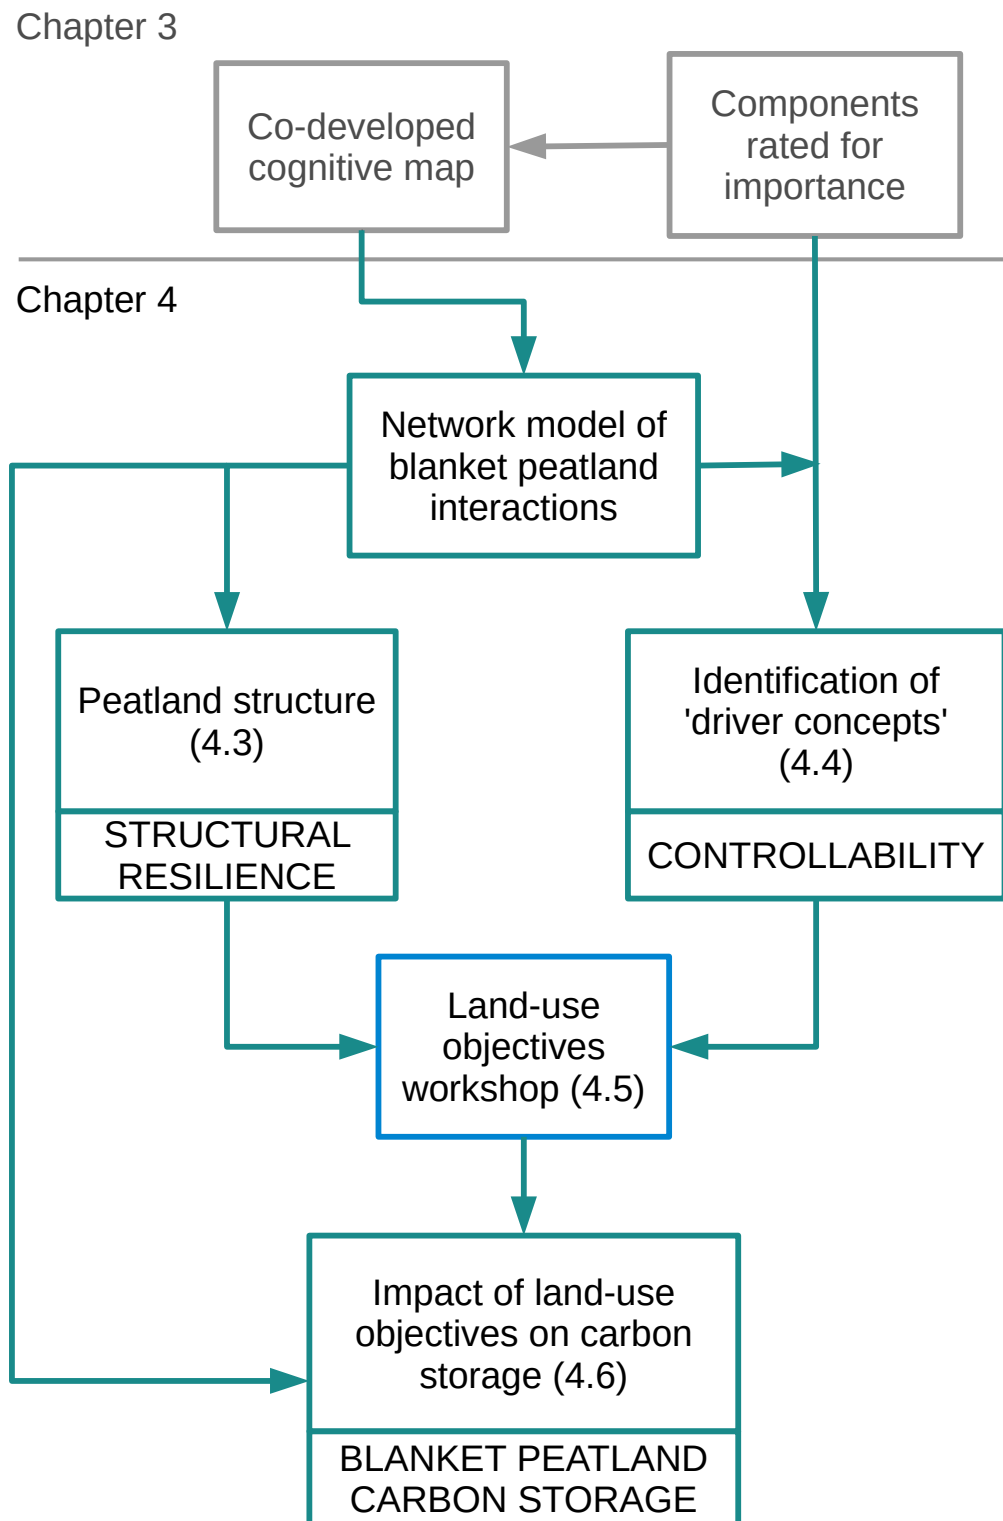 Chapter 3
Co-developed
cognitive map
Components
rated for
importance
Chapter 4
Network model of
blanket peatland
interactions
Peatland structure
(4.3)
STRUCTURAL
RESILIENCE
Identification of
'driver concepts'
(4.4)
CONTROLLABILITY
Land-use
objectives
workshop (4.5)
Impact of land-use
objectives on carbon
storage (4.6)
BLANKET PEATLAND
CARBON STORAGE